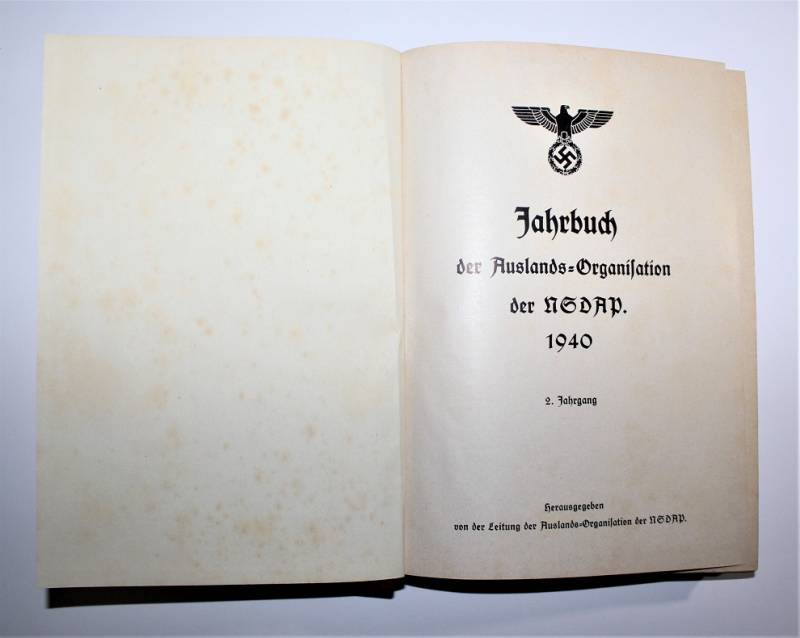 Jahrbuch
der Auslands=Organiſation
der NSDAP.
1940
2. Jahrgang
Herausgegeben
von der Leitung der Auslands=Organiſation der NSDAP.